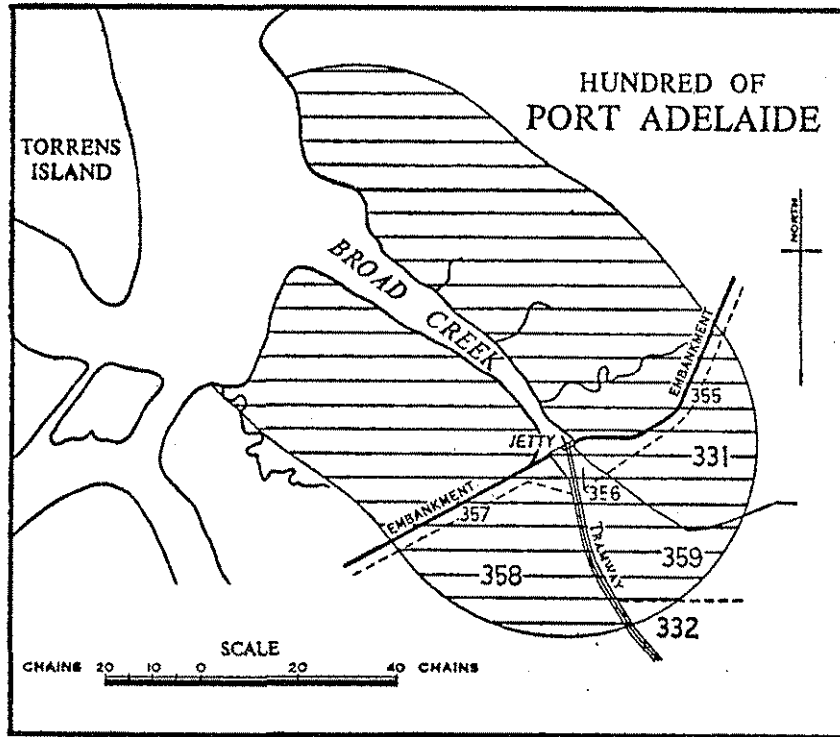 HUNDRED OF
PORT ADELAIDE
TORRENS
ISLAND
NORTH
BROAD CREEK
EMBANKMENT
355
JETTY
331
356
EMBANKMENT
357
TRAMWAY
359
358
332
SCALE
CHAINS 20 10 0 20 40 CHAINS